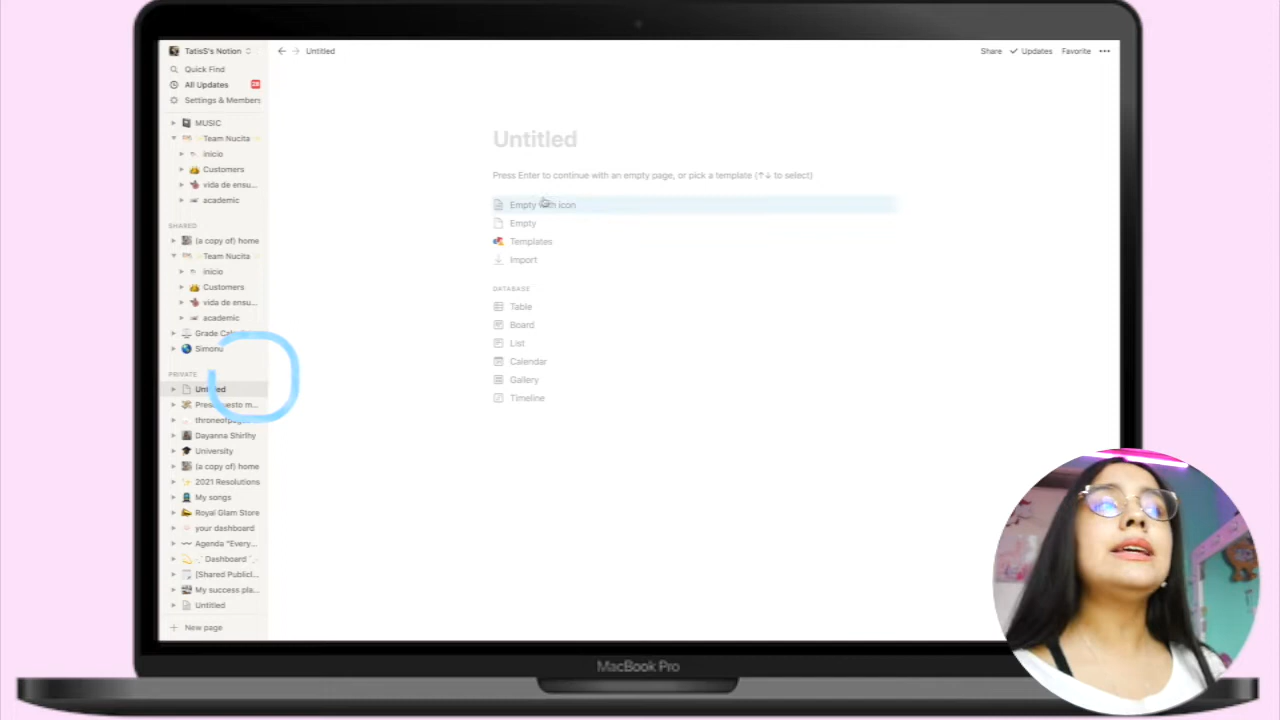 TatisS's Notion
Untitled
Share
Updates
Favorite
Quick Find
All Updates
Settings & Members
MUSIC
Team Nucita
inicio
Customers
vida de ensu...
academic
SHARED
(a copy of) home
Team Nucita
inicio
Customers
vida de ensu...
academic
Grade
Simonu
PRIVATE
Untitled
m...
Dayanna Shirlhy
University
(a copy of) home
2021 Resolutions
My songs
Royal Glam Store
your dashboard
Agenda "Every...
Dashboard
[Shared Publicl...
My success pla...
Untitled
New page
Untitled
Press Enter to continue with an empty page, or pick a template (↑↓ to select)
Empty with icon
Empty
Templates
Import
DATABASE
Table
Board
List
Calendar
Gallery
Timeline
MacBook Pro